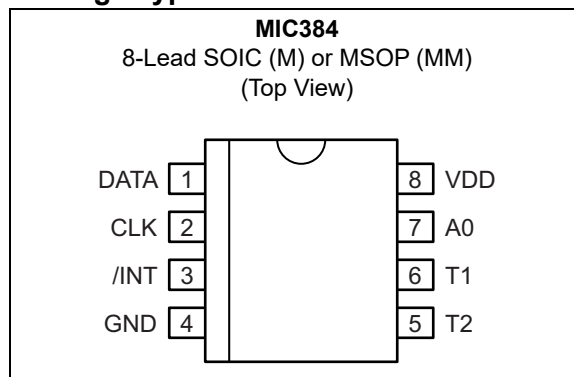 MIC384
8-Lead SOIC (M) or MSOP (MM)
(Top View)
DATA 1 8 VDD
CLK 2 7 A0
/INT 3 6 T1
GND 4 5 T2